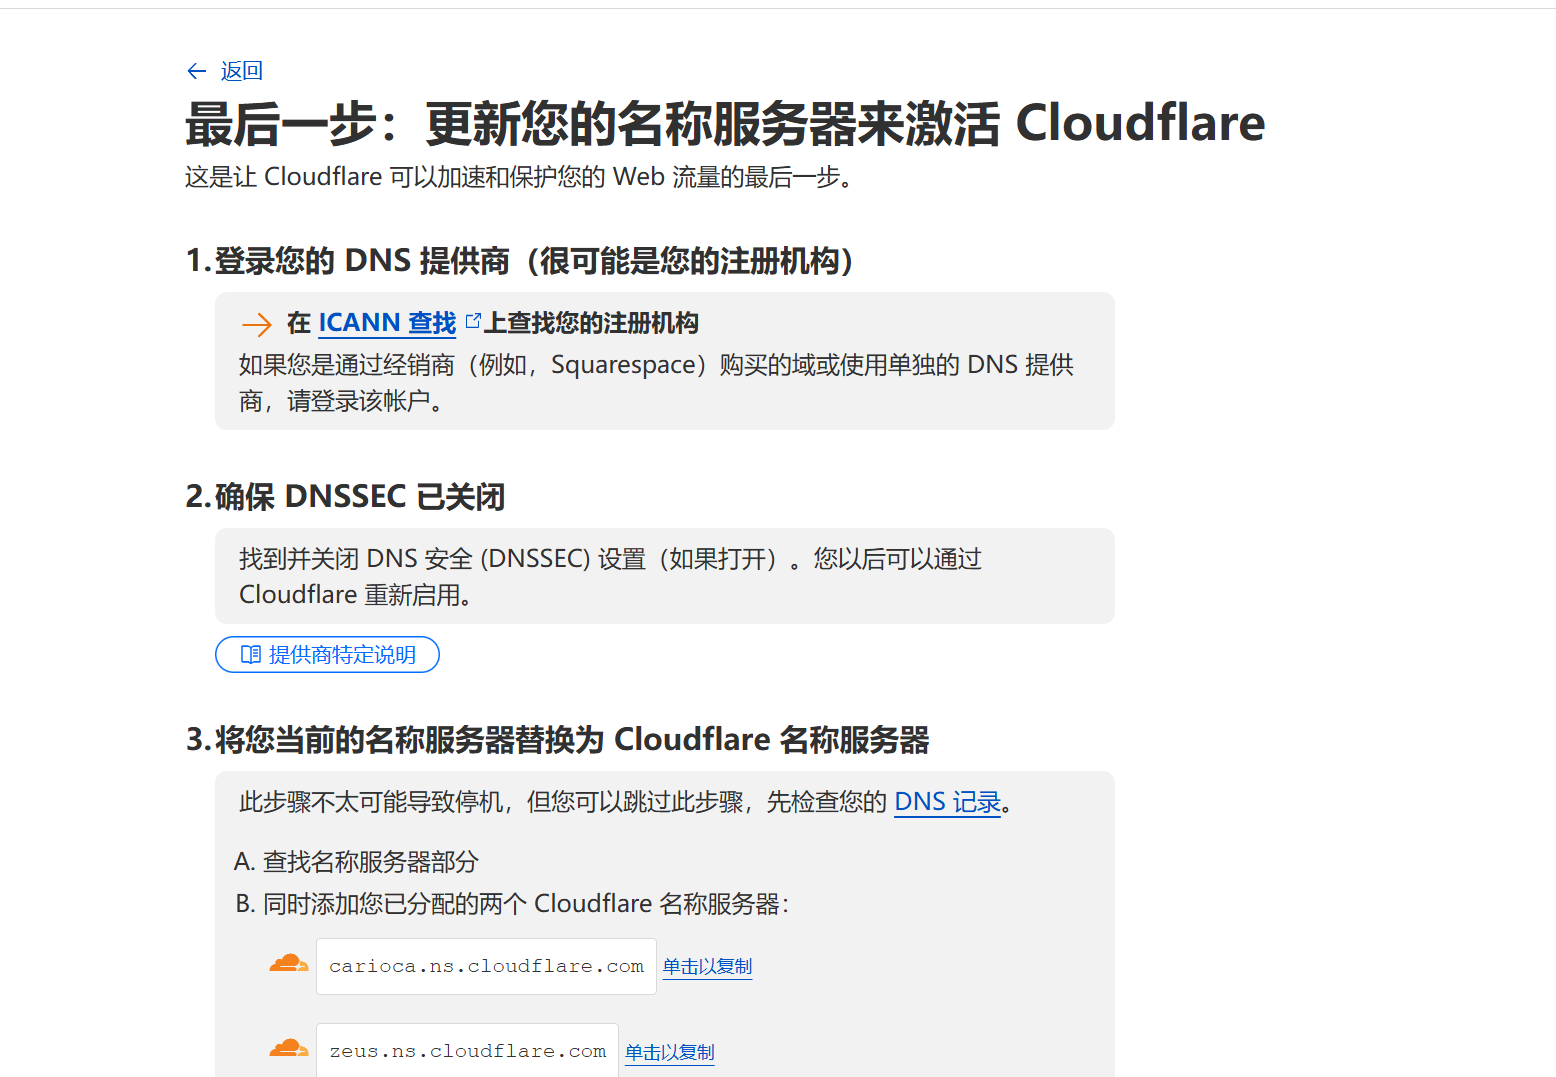 返回
最后一步：更新您的名称服务器来激活 Cloudflare
这是让 Cloudflare 可以加速和保护您的 Web 流量的最后一步。
1.登录您的 DNS 提供商（很可能是您的注册机构）
在 ICANN 查找 上查找您的注册机构
如果您是通过经销商（例如，Squarespace）购买的域或使用单独的 DNS 提供
商，请登录该帐户。
2.确保 DNSSEC 已关闭
找到并关闭 DNS 安全 (DNSSEC) 设置（如果打开）。您以后可以通过
Cloudflare 重新启用。
提供商特定说明
3.将您当前的名称服务器替换为 Cloudflare 名称服务器
此步骤不太可能导致停机，但您可以跳过此步骤，先检查您的 DNS 记录。
A. 查找名称服务器部分
B. 同时添加您已分配的两个 Cloudflare 名称服务器：
carioca.ns.cloudflare.com 单击以复制
zeus.ns.cloudflare.com 单击以复制